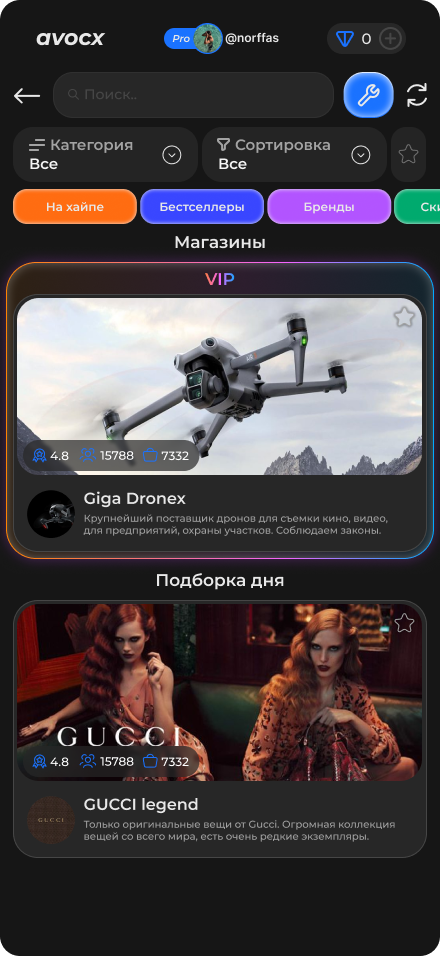 avocx
Pro
@norffas
0
Поиск..
Категория
Все
Сортировка
Все
На хайпе
Бестселлеры
Бренды
Ски
Магазины
VIP
4.8 15788 7332
Giga Dronex
Крупнейший поставщик дронов для съемки кино, видео,
для предприятий, охраны участков. Соблюдаем законы.
Подборка дня
GUCCI
4.8 15788 7332
GUCCI
GUCCI legend
Только оригинальные вещи от Gucci. Огромная коллекция
вещей со всего мира, есть очень редкие экземпляры.